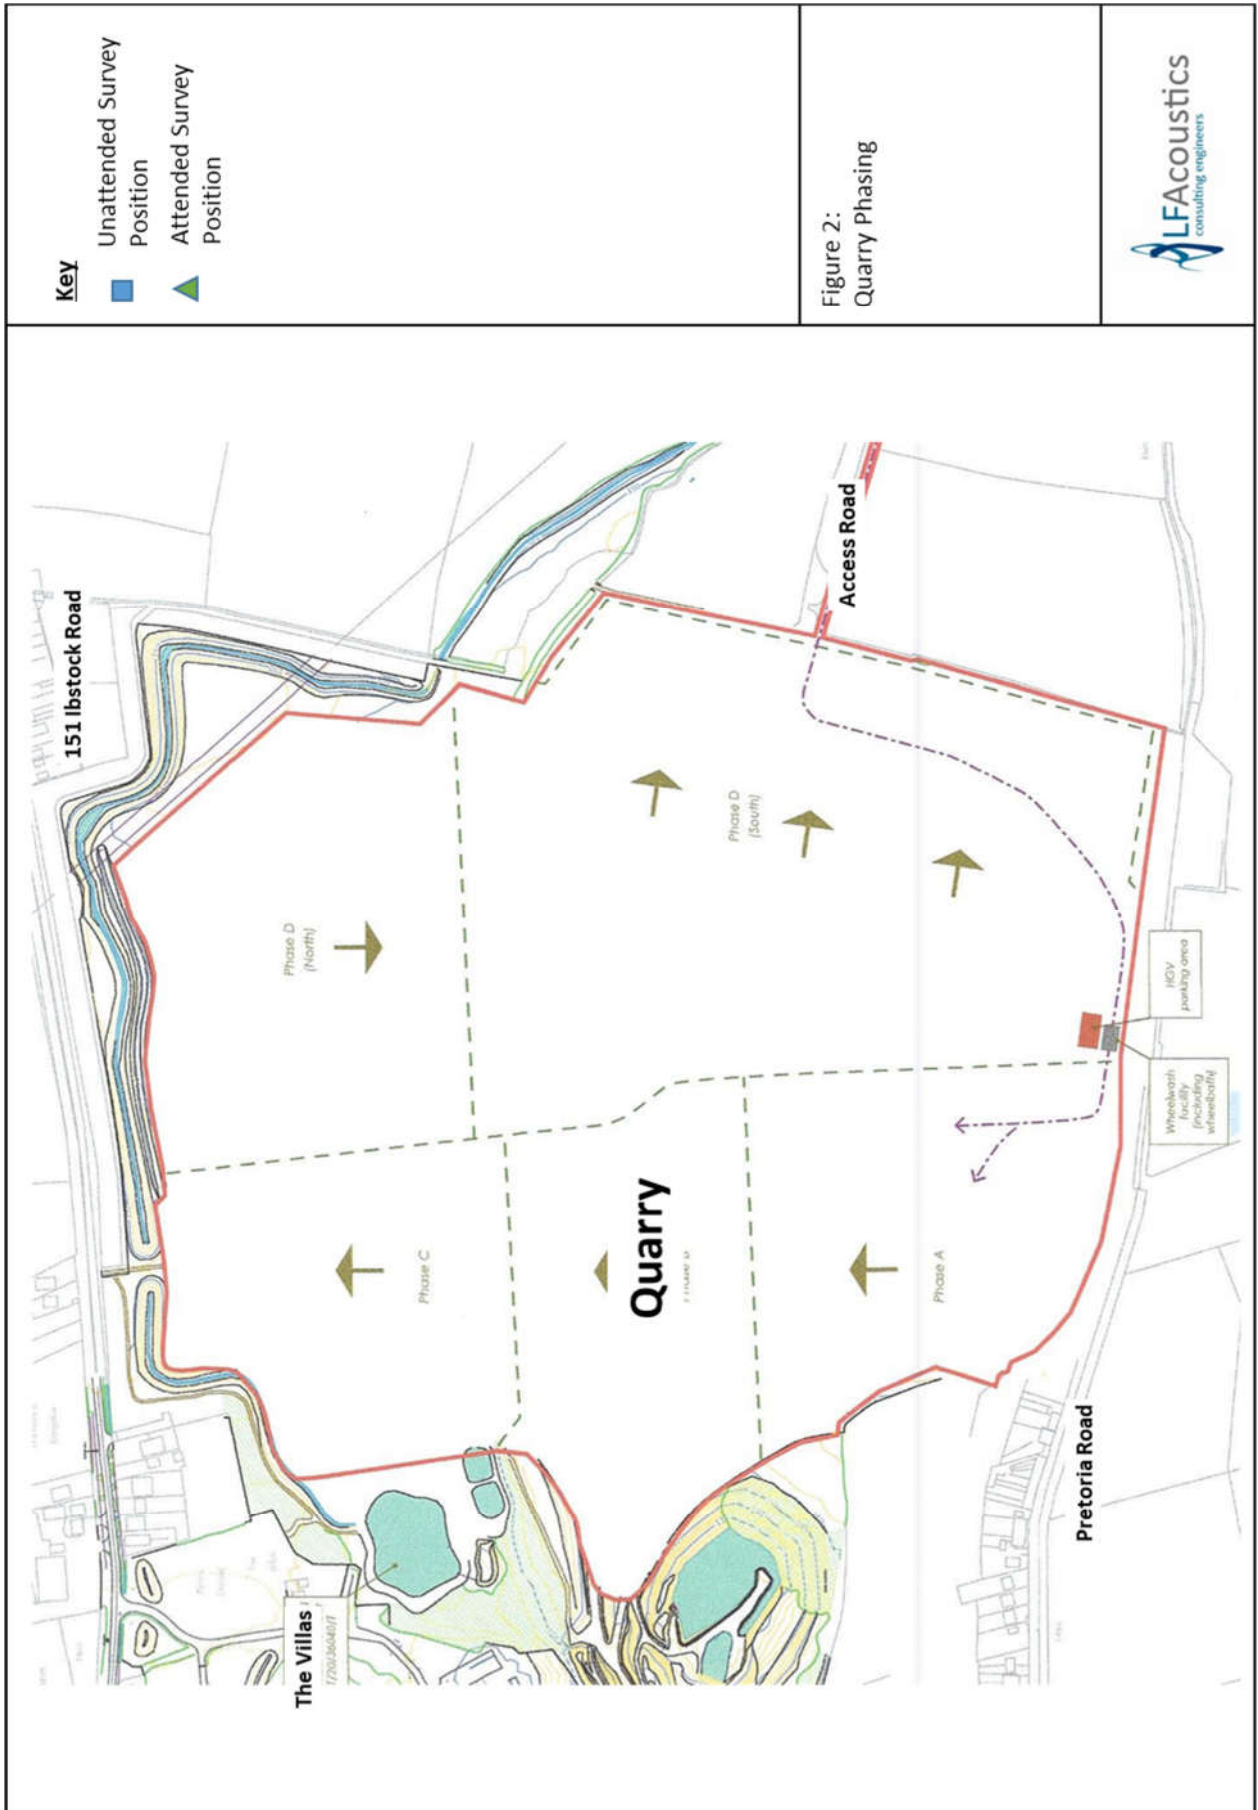 Key
Unattended Survey
Position
Attended Survey
Position
Figure 2:
Quarry Phasing
LFAcoustics
consulting engineers
151 Ibstock Road
Access Road
Phase D
(North)
Phase D
(South)
Phase C
Quarry
Phase A
HGV
parking area
Wheelwash
facility
(including
wheelbath)
The Villas
Pretoria Road